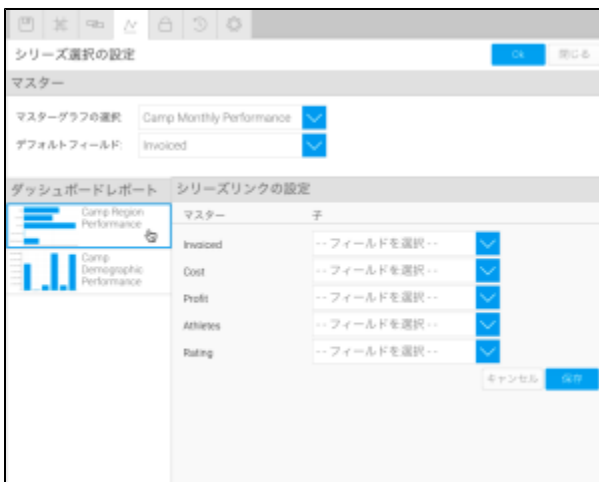 シリーズ選択の設定
Ok 閉じる
マスター
マスターグラフの選択: Camp Monthly Performance
デフォルトフィールド: Invoiced
ダッシュボードレポート
Camp Region
Performance
Camp
Demographic
Performance
シリーズリンクの設定
マスター 子
Invoiced --フィールドを選択--
Cost --フィールドを選択--
Profit --フィールドを選択--
Athletes --フィールドを選択--
Rating --フィールドを選択--
キャンセル 保存